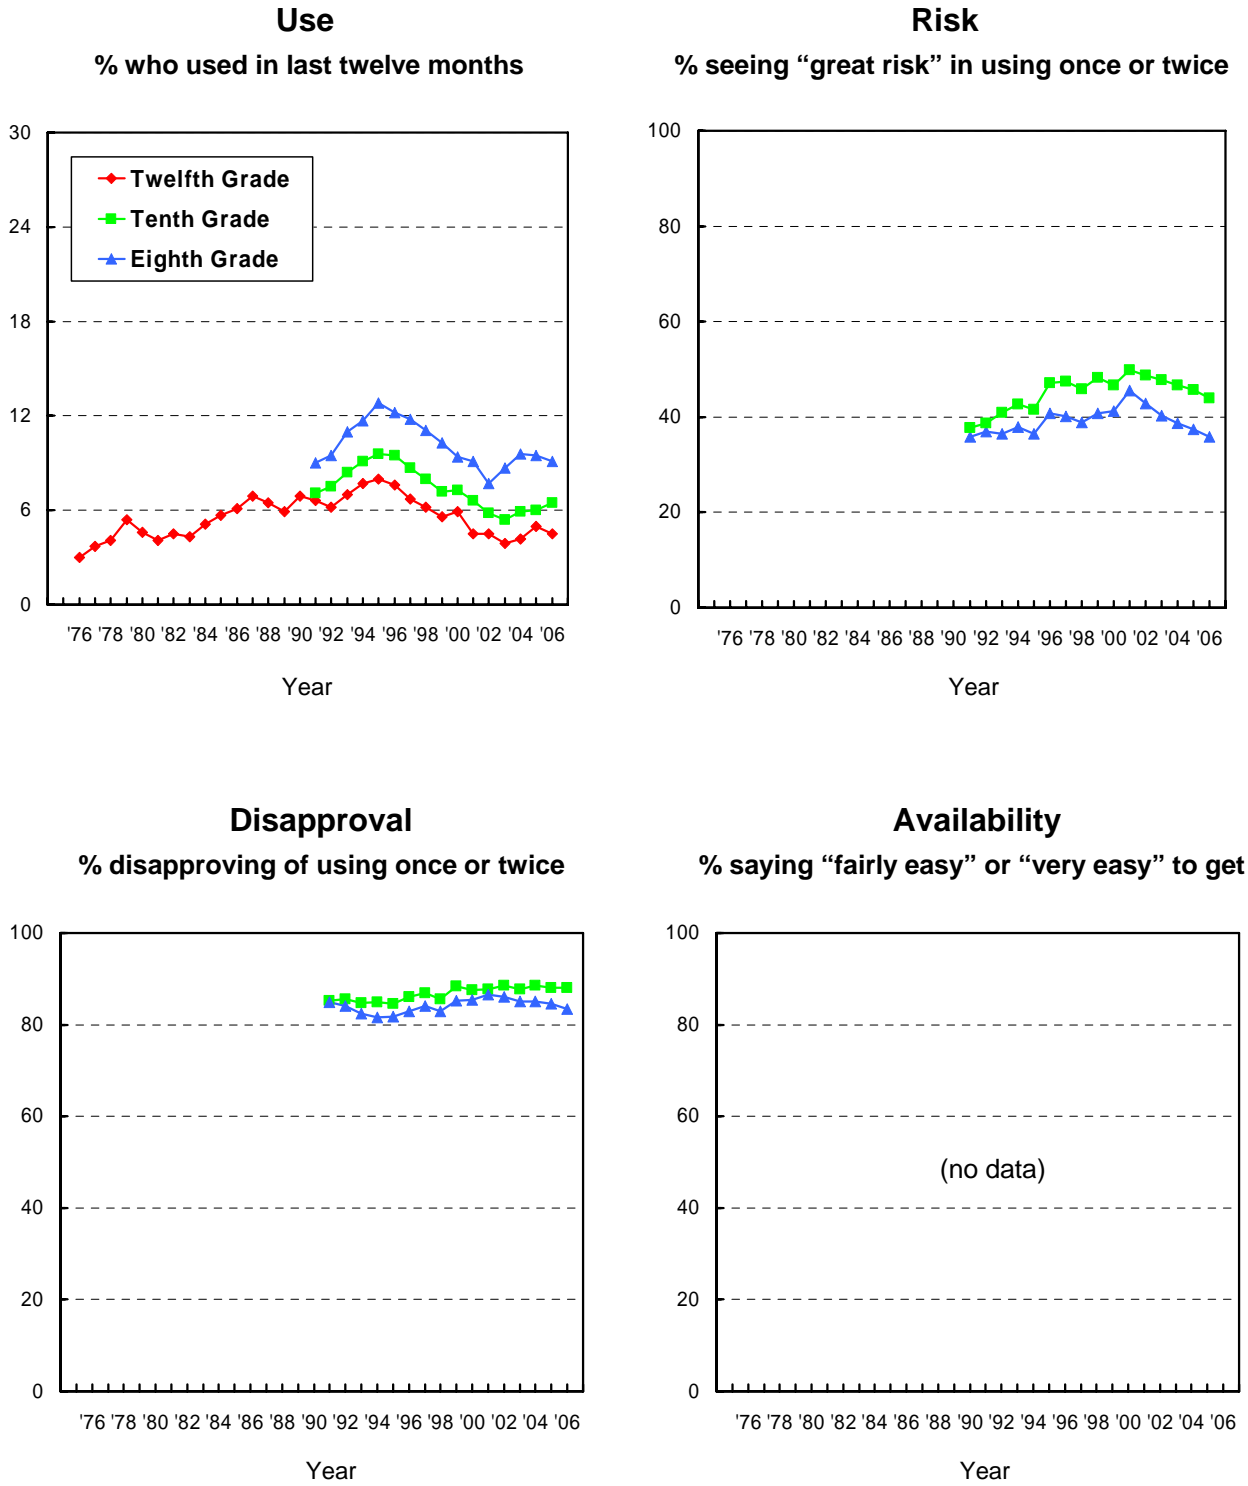 Use
% who used in last twelve months
30
24
18
12
6
0
Twelfth Grade
Tenth Grade
Eighth Grade
'76 '78 '80 '82 '84 '86 '88 '90 '92 '94 '96 '98 '00 '02 '04 '06
Year
Risk
% seeing “great risk” in using once or twice
100
80
60
40
20
0
'76 '78 '80 '82 '84 '86 '88 '90 '92 '94 '96 '98 '00 '02 '04 '06
Year
Disapproval
% disapproving of using once or twice
100
80
60
40
20
0
'76 '78 '80 '82 '84 '86 '88 '90 '92 '94 '96 '98 '00 '02 '04 '06
Year
Availability
% saying “fairly easy” or “very easy” to get
100
80
60
40
20
0
(no data)
'76 '78 '80 '82 '84 '86 '88 '90 '92 '94 '96 '98 '00 '02 '04 '06
Year